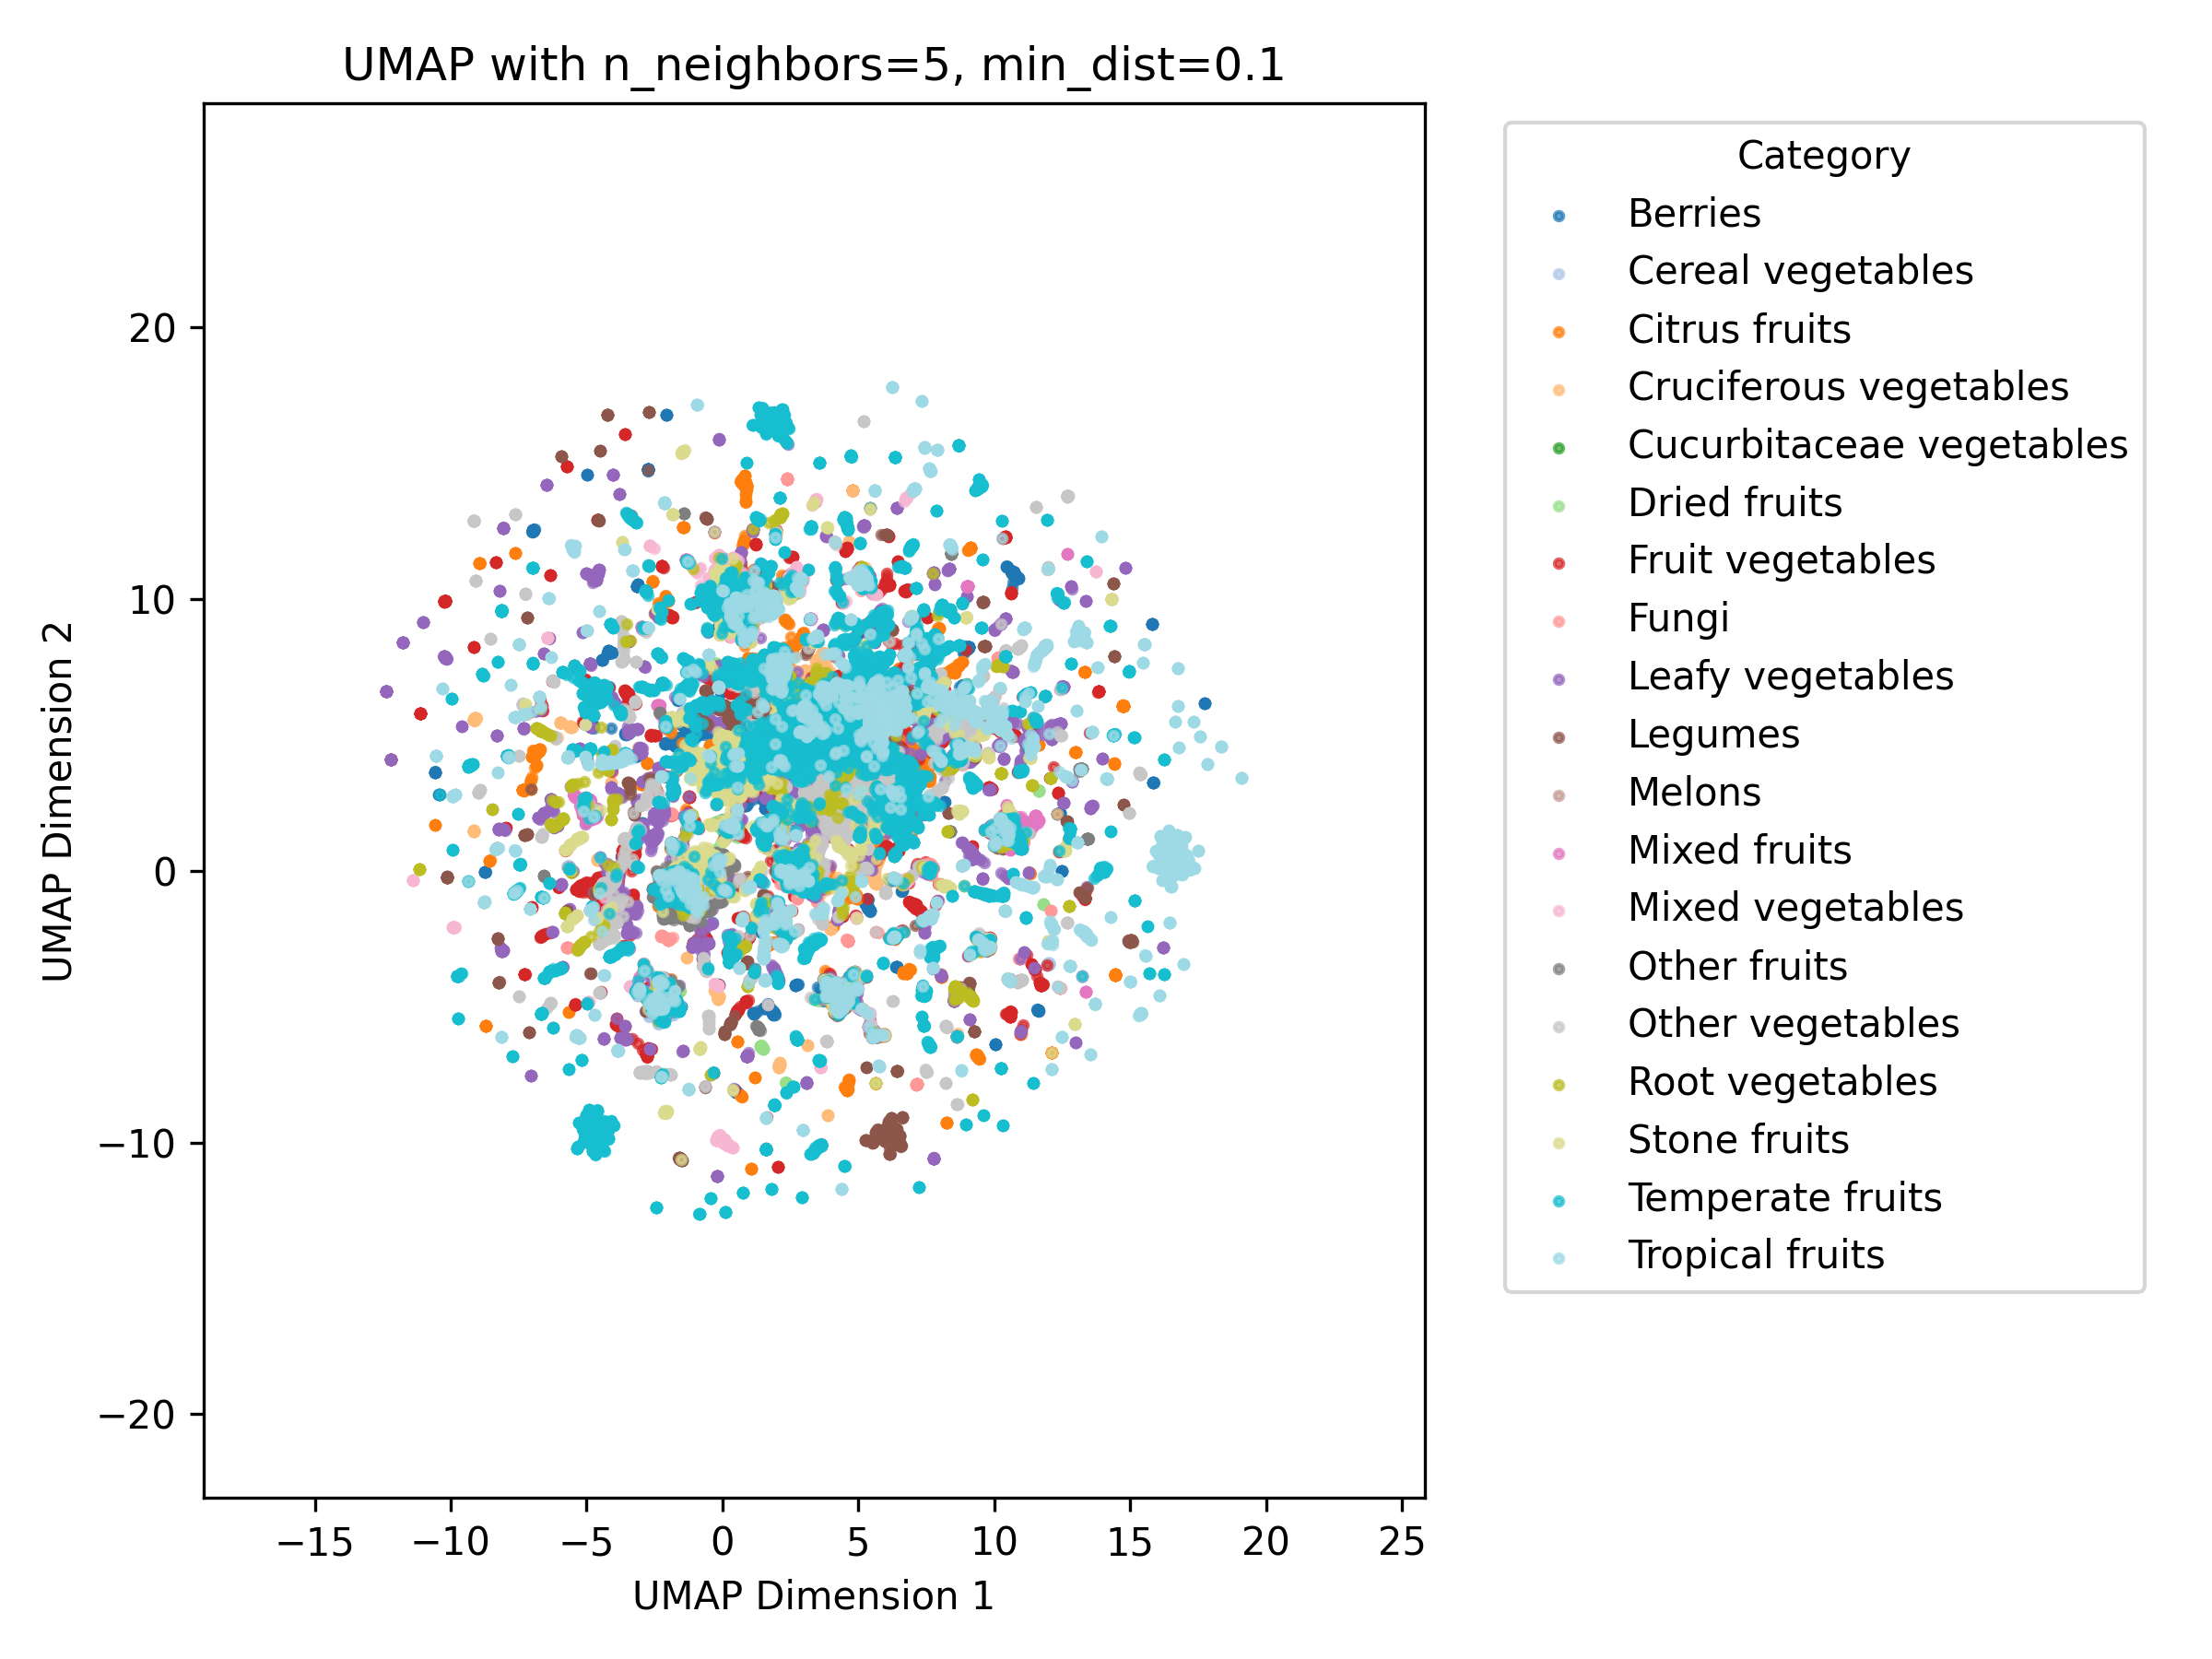 UMAP with n_neighbors=5, min_dist=0.1
Category
Berries
Cereal vegetables
Citrus fruits
Cruciferous vegetables
Cucurbitaceae vegetables
Dried fruits
Fruit vegetables
Fungi
Leafy vegetables
Legumes
Melons
Mixed fruits
Mixed vegetables
Other fruits
Other vegetables
Root vegetables
Stone fruits
Temperate fruits
Tropical fruits
UMAP Dimension 2
20
10
0
−10
−20
−15 −10 −5 0 5 10 15 20 25
UMAP Dimension 1